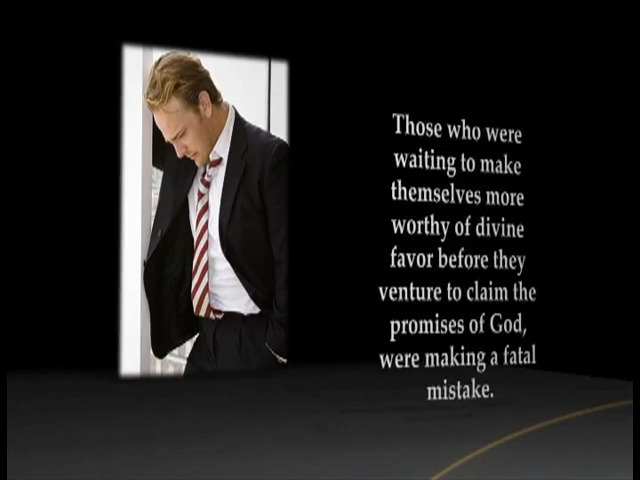 Those who were
waiting to make
themselves more
worthy of divine
favor before they
venture to claim the
promises of God,
were making a fatal
mistake.